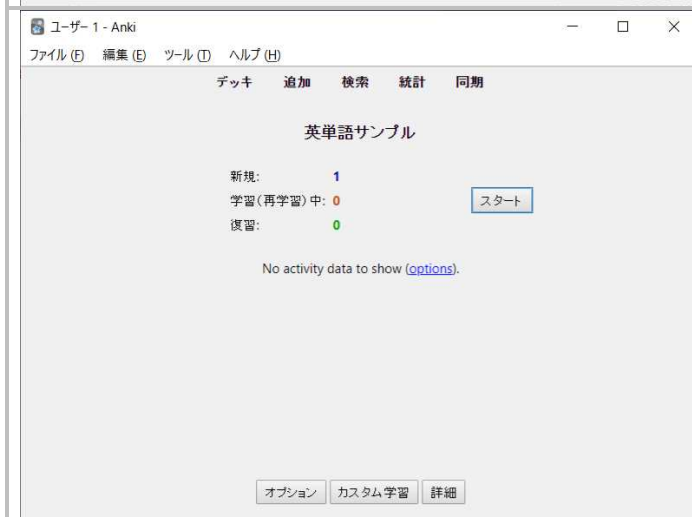 ユーザー 1 - Anki
ファイル (F) 編集 (E) ツール (T) ヘルプ (H)
デッキ 追加 検索 統計 同期
英単語サンプル
新規: 1
学習(再学習)中: 0 スタート
復習: 0
No activity data to show (options).
オプション カスタム学習 詳細